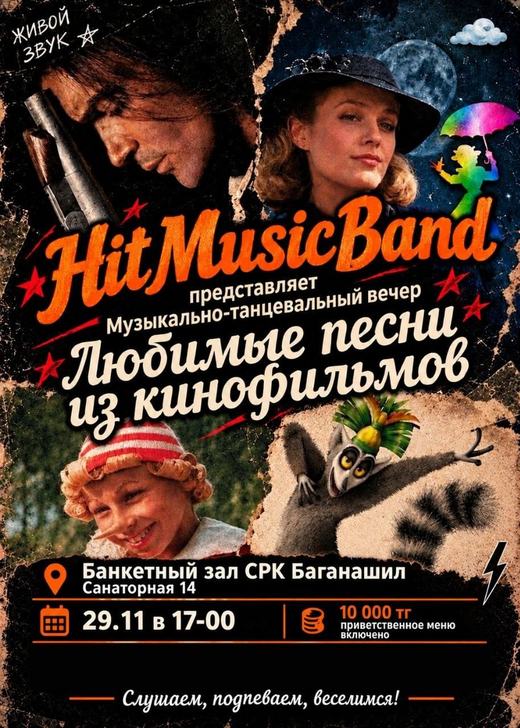 ЖИВОЙ
ЗВУК
HitMusicBand
представляет
Музыкально-танцевальный вечер
Любимые песни
из кинофильмов
Банкетный зал СРК Баганашил
Санаторная 14
29.11 в 17-00
10 000 тг
приветственное меню
включено
Слушаем, подпеваем, веселимся!